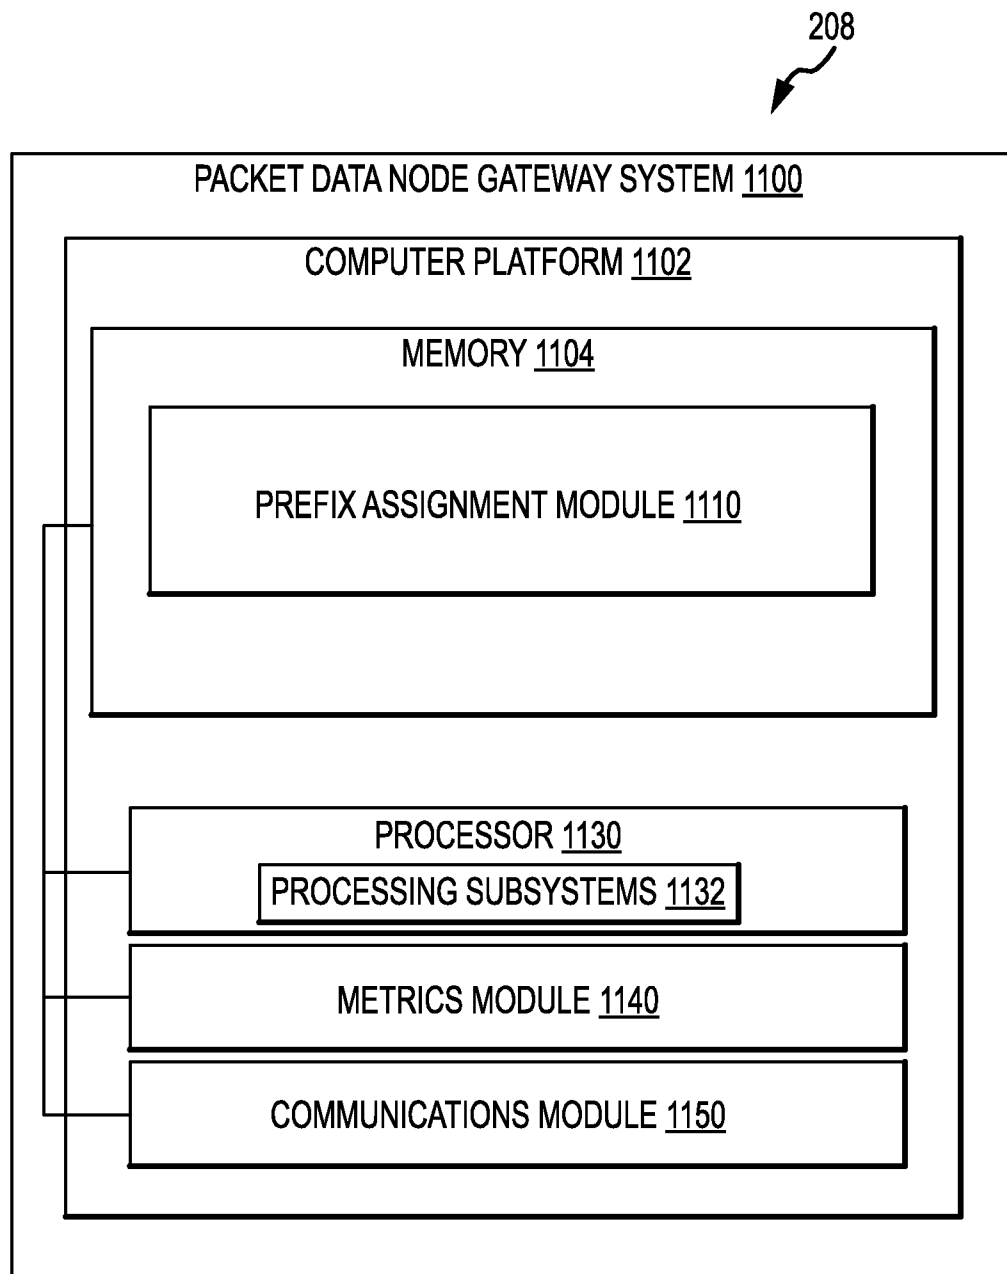 208
PACKET DATA NODE GATEWAY SYSTEM 1100
COMPUTER PLATFORM 1102
MEMORY 1104
PREFIX ASSIGNMENT MODULE 1110
PROCESSOR 1130
PROCESSING SUBSYSTEMS 1132
METRICS MODULE 1140
COMMUNICATIONS MODULE 1150